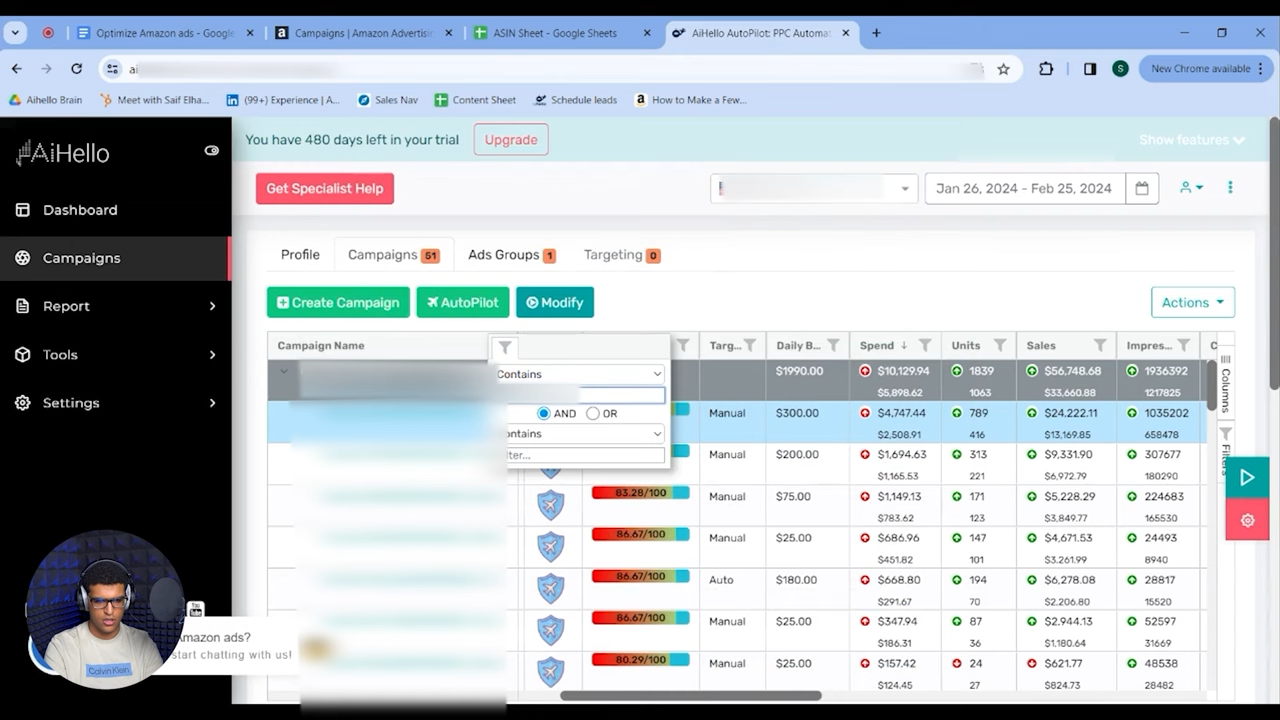 Optimize Amazon ads - Google
Campaigns | Amazon Advertisin
ASIN Sheet - Google Sheets
AiHello AutoPilot: PPC Automat
ai
S
New Chrome available
Aihello Brain
Meet with Saif Elha...
(99+) Experience | A...
Sales Nav
Content Sheet
Schedule leads
How to Make a Few...
AiHello
You have 480 days left in your trial
Upgrade
Show features
Get Specialist Help
Jan 26, 2024 - Feb 25, 2024
Dashboard
Campaigns
Report
Tools
Settings
Profile
Campaigns 51
Ads Groups 1
Targeting 0
Create Campaign
AutoPilot
Modify
Actions
Campaign Name
Targ...
Daily B...
Spend
Units
Sales
Impres...
C
Contains
AND
OR
ontains
lter...
Columns
Filters
$1990.00 $10,129.94 1839 $56,748.68 1936392
$5,898.62 1063 $33,660.88 1217825
Manual $300.00 $4,747.44 789 $24,222.11 1035202
$2,508.91 416 $13,169.85 658478
Manual $200.00 $1,694.63 313 $9,331.90 307677
$1,165.53 221 $6,972.79 180290
83.28/100 Manual $75.00 $1,149.13 171 $5,228.29 224683
$783.62 123 $3,849.77 165530
86.67/100 Manual $25.00 $686.96 147 $4,671.53 24493
$451.82 101 $3,261.99 8940
86.67/100 Auto $180.00 $668.80 194 $6,278.08 28817
$291.67 70 $2,206.80 15520
86.67/100 Manual $25.00 $347.94 87 $2,944.13 52597
$186.31 36 $1,180.64 31669
80.29/100 Manual $25.00 $157.42 24 $621.77 48538
$124.45 27 $824.73 28482
Amazon ads?
start chatting with us!
Calvin Klein